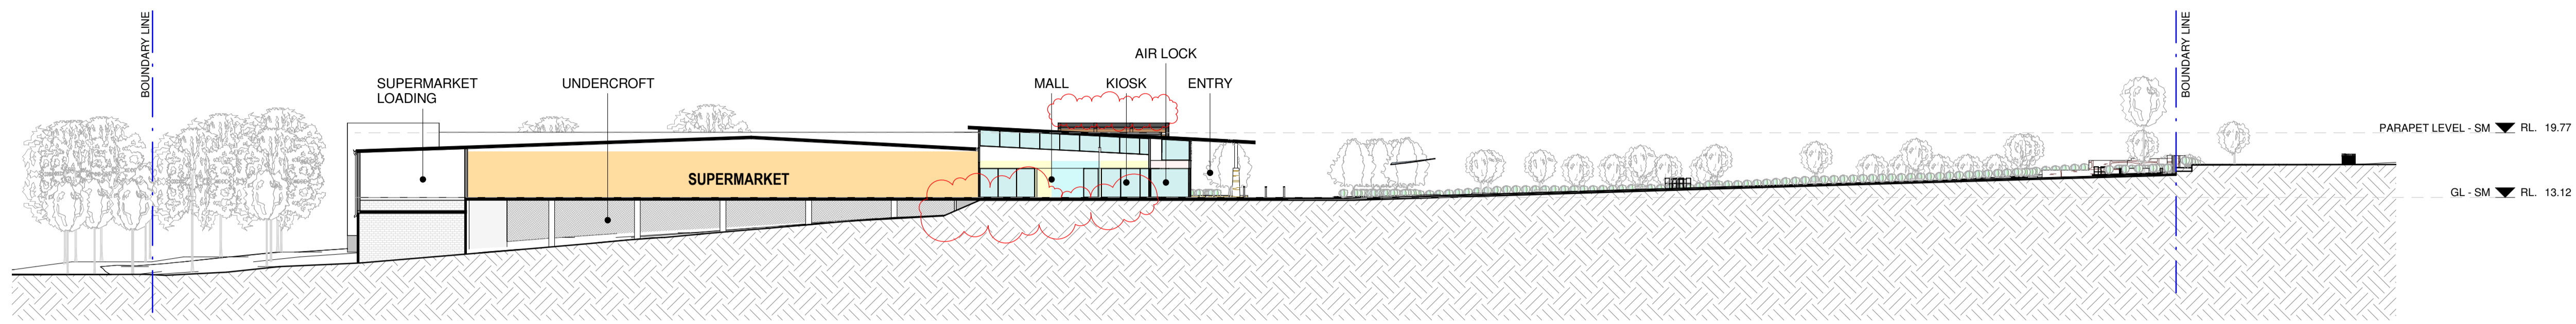 BOUNDARY LINE
SUPERMARKET
LOADING
UNDERCROFT
MALL
KIOSK
AIR LOCK
ENTRY
BOUNDARY LINE
PARAPET LEVEL - SM RL. 19.77
SUPERMARKET
GL - SM RL. 13.12